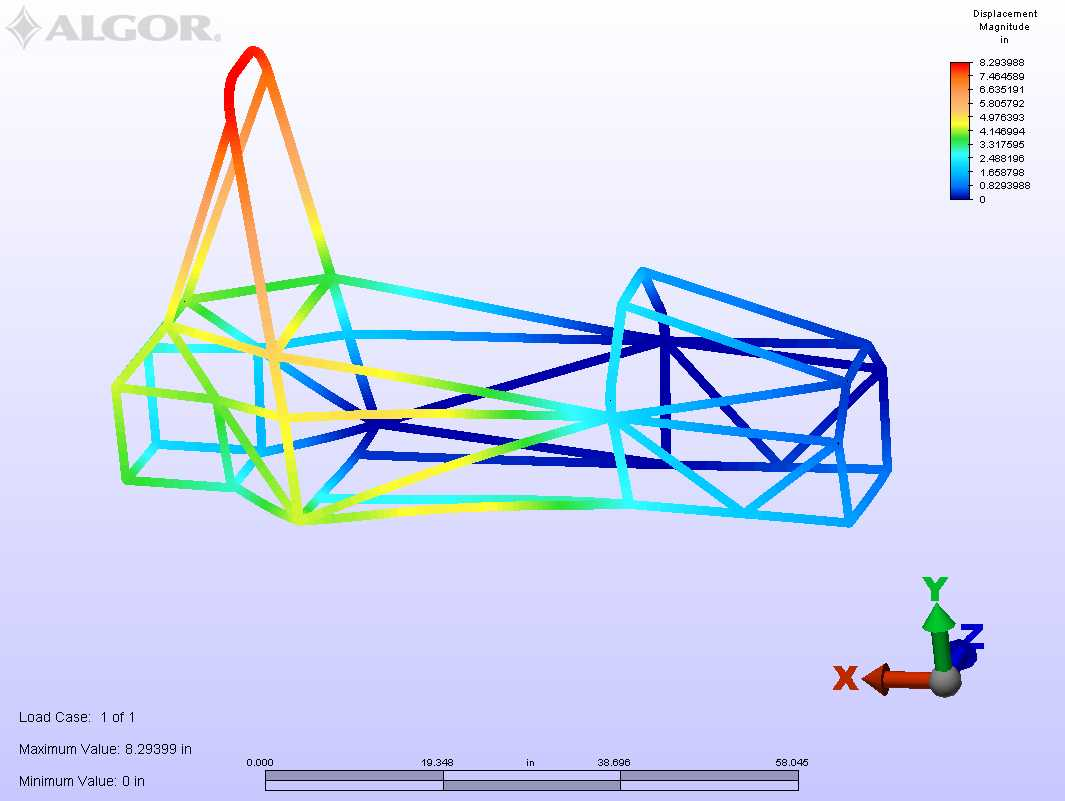 ALGOR®
Displacement
Magnitude
in
8.293988
7.464589
6.635191
5.805792
4.976393
4.146994
3.317595
2.488196
1.658798
0.8293988
0
Y
Z
X
Load Case: 1 of 1
Maximum Value: 8.29399 in
Minimum Value: 0 in
0.000 19.348 in 38.696 58.045